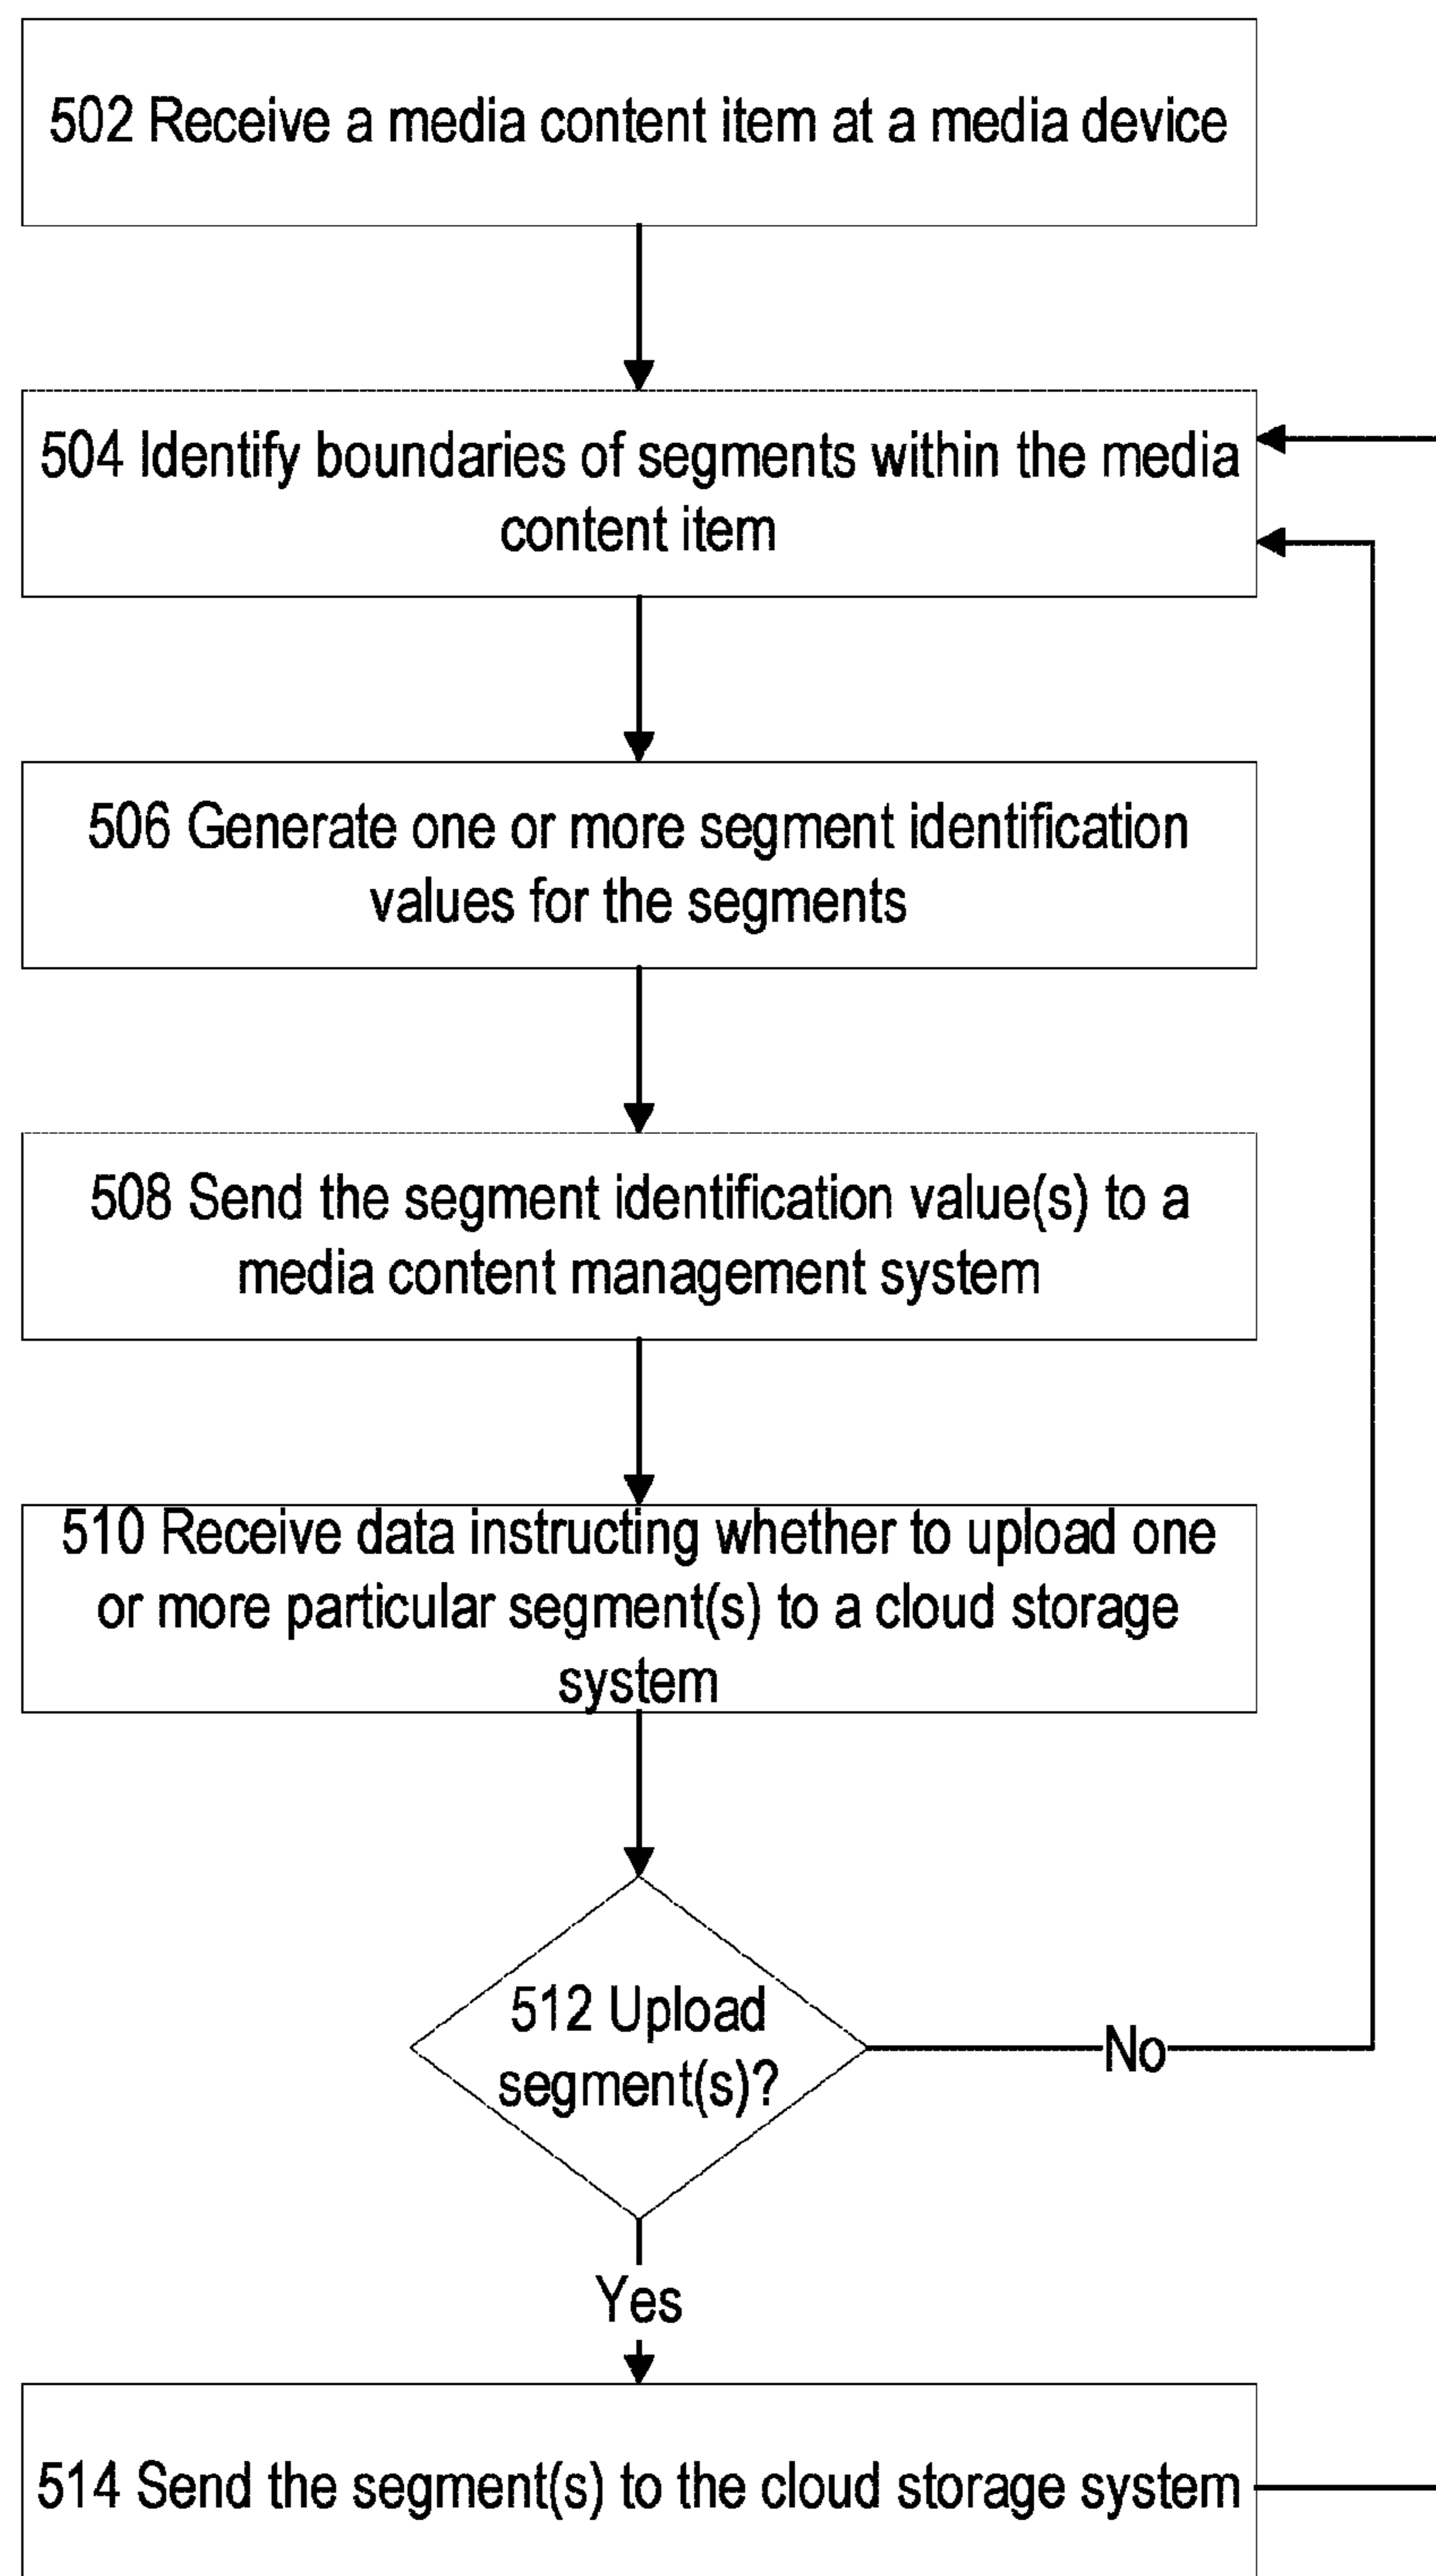 502 Receive a media content item at a media device
504 Identify boundaries of segments within the media
content item
506 Generate one or more segment identification
values for the segments
508 Send the segment identification value(s) to a
media content management system
510 Receive data instructing whether to upload one
or more particular segment(s) to a cloud storage
system
512 Upload
segment(s)?
No
Yes
514 Send the segment(s) to the cloud storage system